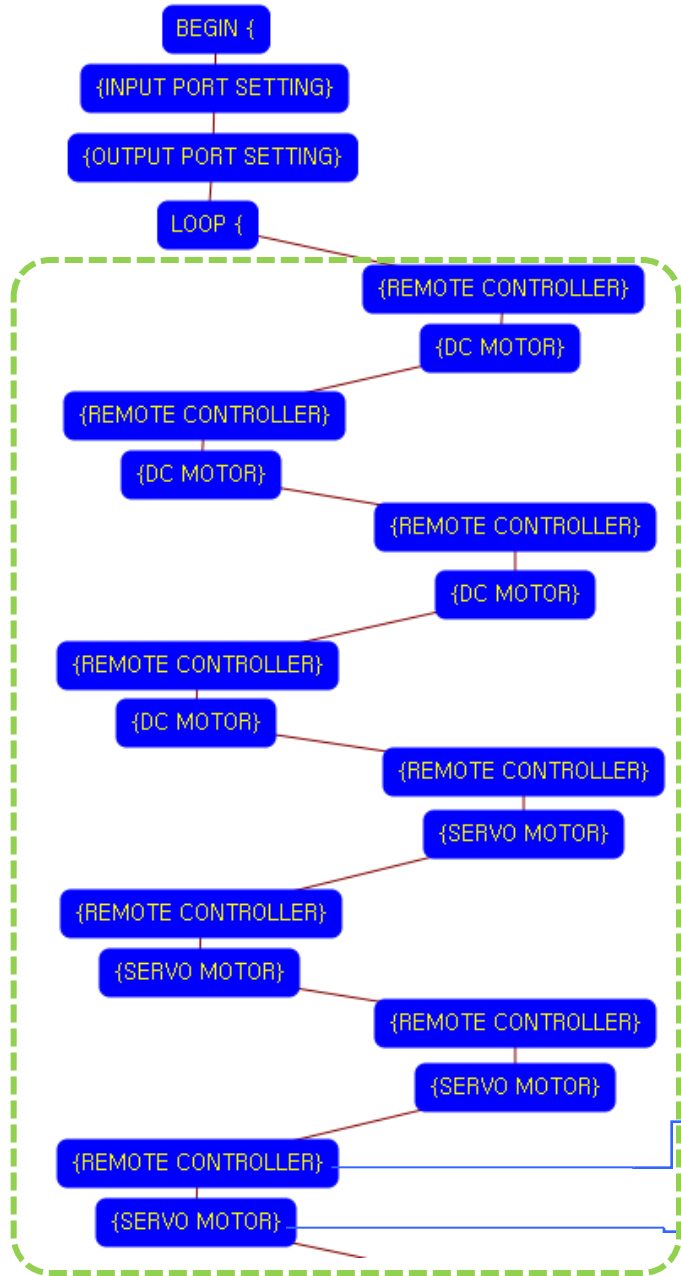 BEGIN {
{INPUT PORT SETTING}
{OUTPUT PORT SETTING}
LOOP {
{REMOTE CONTROLLER}
{DC MOTOR}
{REMOTE CONTROLLER}
{DC MOTOR}
{REMOTE CONTROLLER}
{DC MOTOR}
{REMOTE CONTROLLER}
{DC MOTOR}
{REMOTE CONTROLLER}
{SERVO MOTOR}
{REMOTE CONTROLLER}
{SERVO MOTOR}
{REMOTE CONTROLLER}
{SERVO MOTOR}
{REMOTE CONTROLLER}
{SERVO MOTOR}